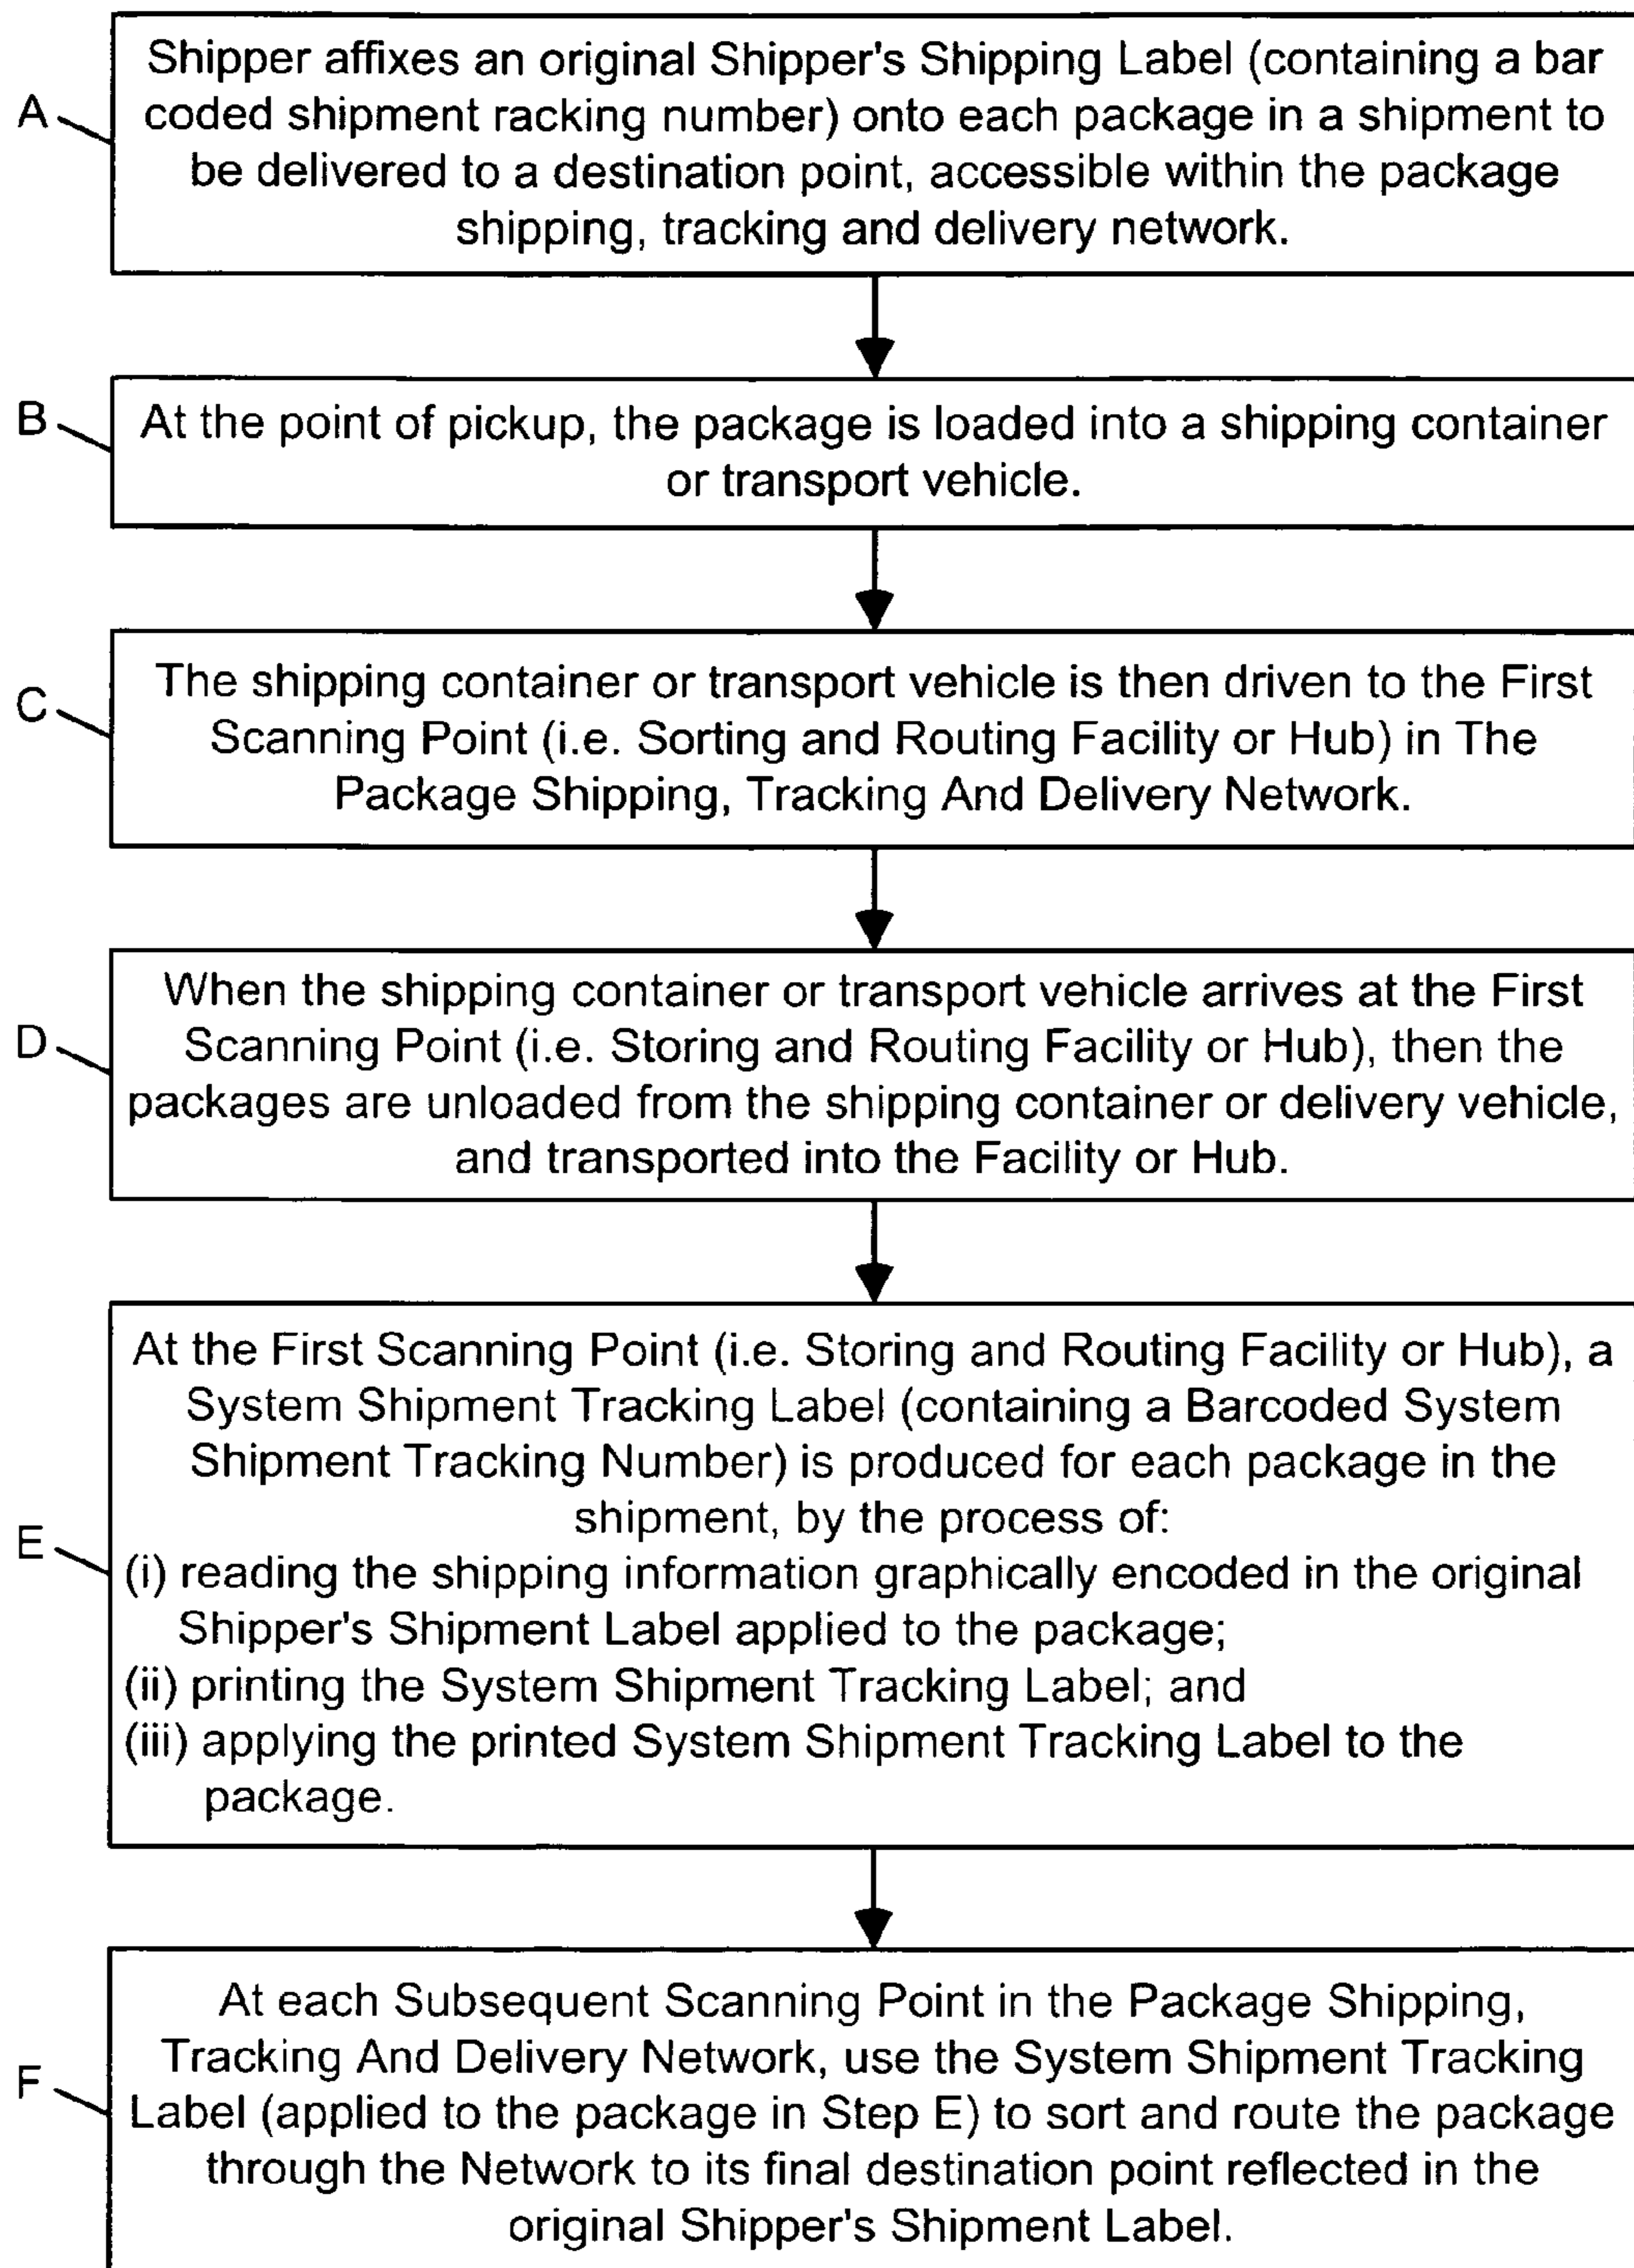 A
Shipper affixes an original Shipper's Shipping Label (containing a bar
coded shipment racking number) onto each package in a shipment to
be delivered to a destination point, accessible within the package
shipping, tracking and delivery network.
B
At the point of pickup, the package is loaded into a shipping container
or transport vehicle.
C
The shipping container or transport vehicle is then driven to the First
Scanning Point (i.e. Sorting and Routing Facility or Hub) in The
Package Shipping, Tracking And Delivery Network.
D
When the shipping container or transport vehicle arrives at the First
Scanning Point (i.e. Storing and Routing Facility or Hub), then the
packages are unloaded from the shipping container or delivery vehicle,
and transported into the Facility or Hub.
E
At the First Scanning Point (i.e. Storing and Routing Facility or Hub), a
System Shipment Tracking Label (containing a Barcoded System
Shipment Tracking Number) is produced for each package in the
shipment, by the process of:
(i) reading the shipping information graphically encoded in the original
Shipper's Shipment Label applied to the package;
(ii) printing the System Shipment Tracking Label; and
(iii) applying the printed System Shipment Tracking Label to the
package.
F
At each Subsequent Scanning Point in the Package Shipping,
Tracking And Delivery Network, use the System Shipment Tracking
Label (applied to the package in Step E) to sort and route the package
through the Network to its final destination point reflected in the
original Shipper's Shipment Label.